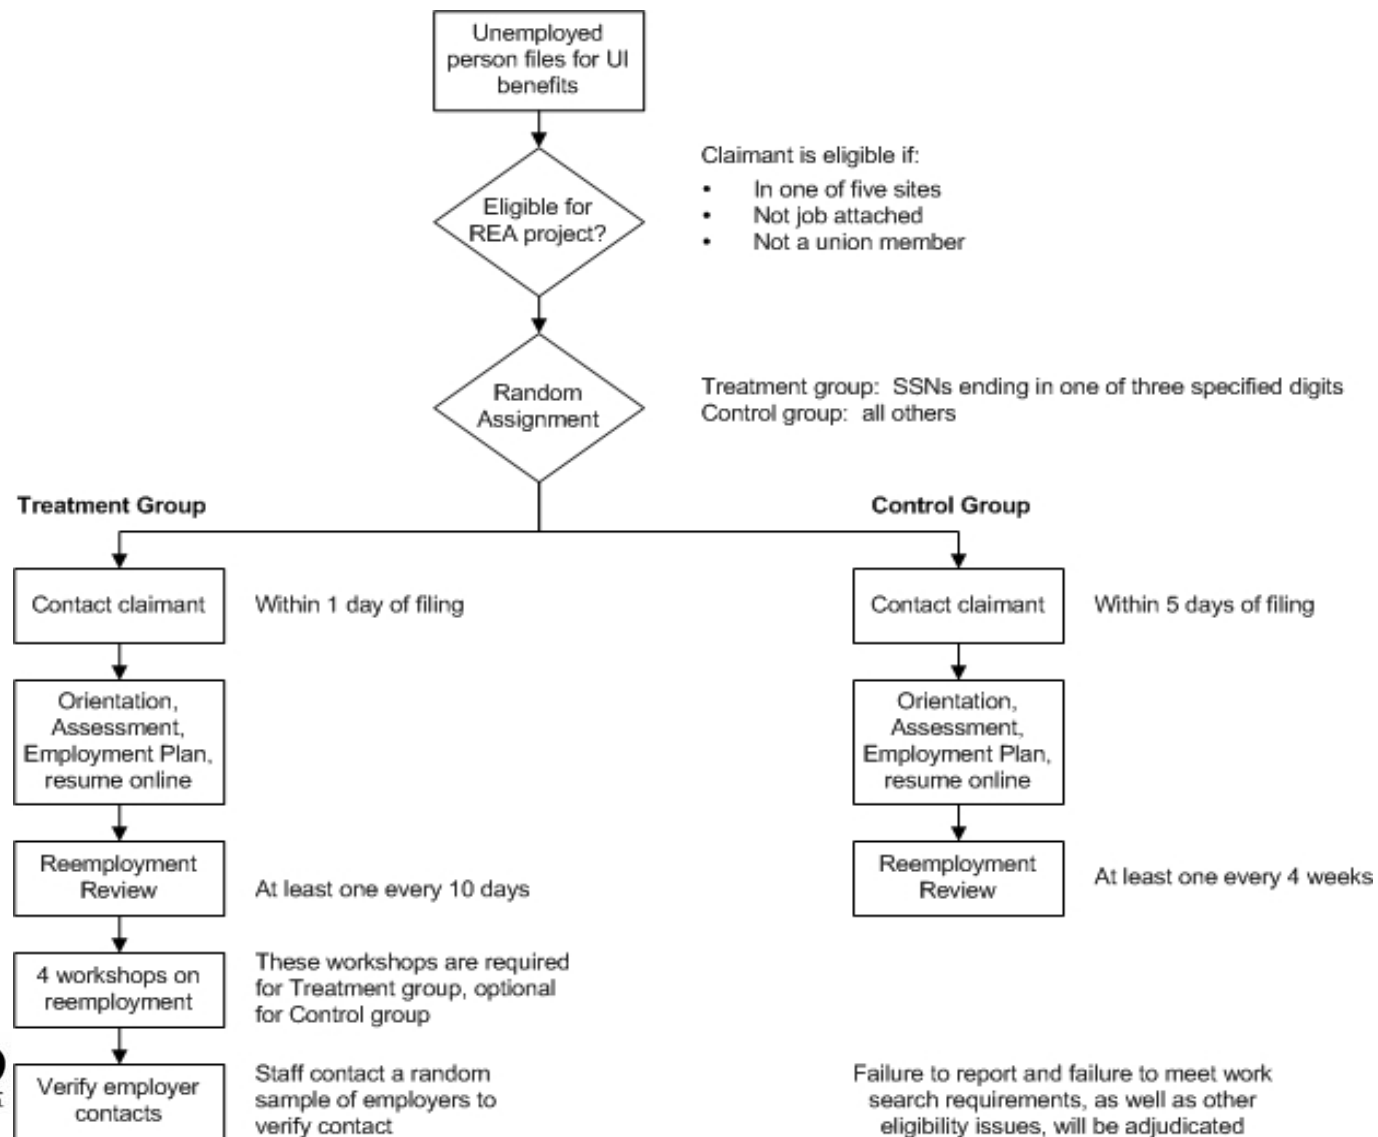 Unemployed
person files for UI
benefits
Eligible for
REA project?
Claimant is eligible if:
• In one of five sites
• Not job attached
• Not a union member
Random
Assignment
Treatment group: SSNs ending in one of three specified digits
Control group: all others
Treatment Group
Control Group
Contact claimant
Within 1 day of filing
Contact claimant
Within 5 days of filing
Orientation,
Assessment,
Employment Plan,
resume online
Orientation,
Assessment,
Employment Plan,
resume online
Reemployment
Review
At least one every 10 days
Reemployment
Review
At least one every 4 weeks
4 workshops on
reemployment
These workshops are required
for Treatment group, optional
for Control group
Verify employer
contacts
Staff contact a random
sample of employers to
verify contact
Failure to report and failure to meet work
search requirements, as well as other
eligibility issues, will be adjudicated